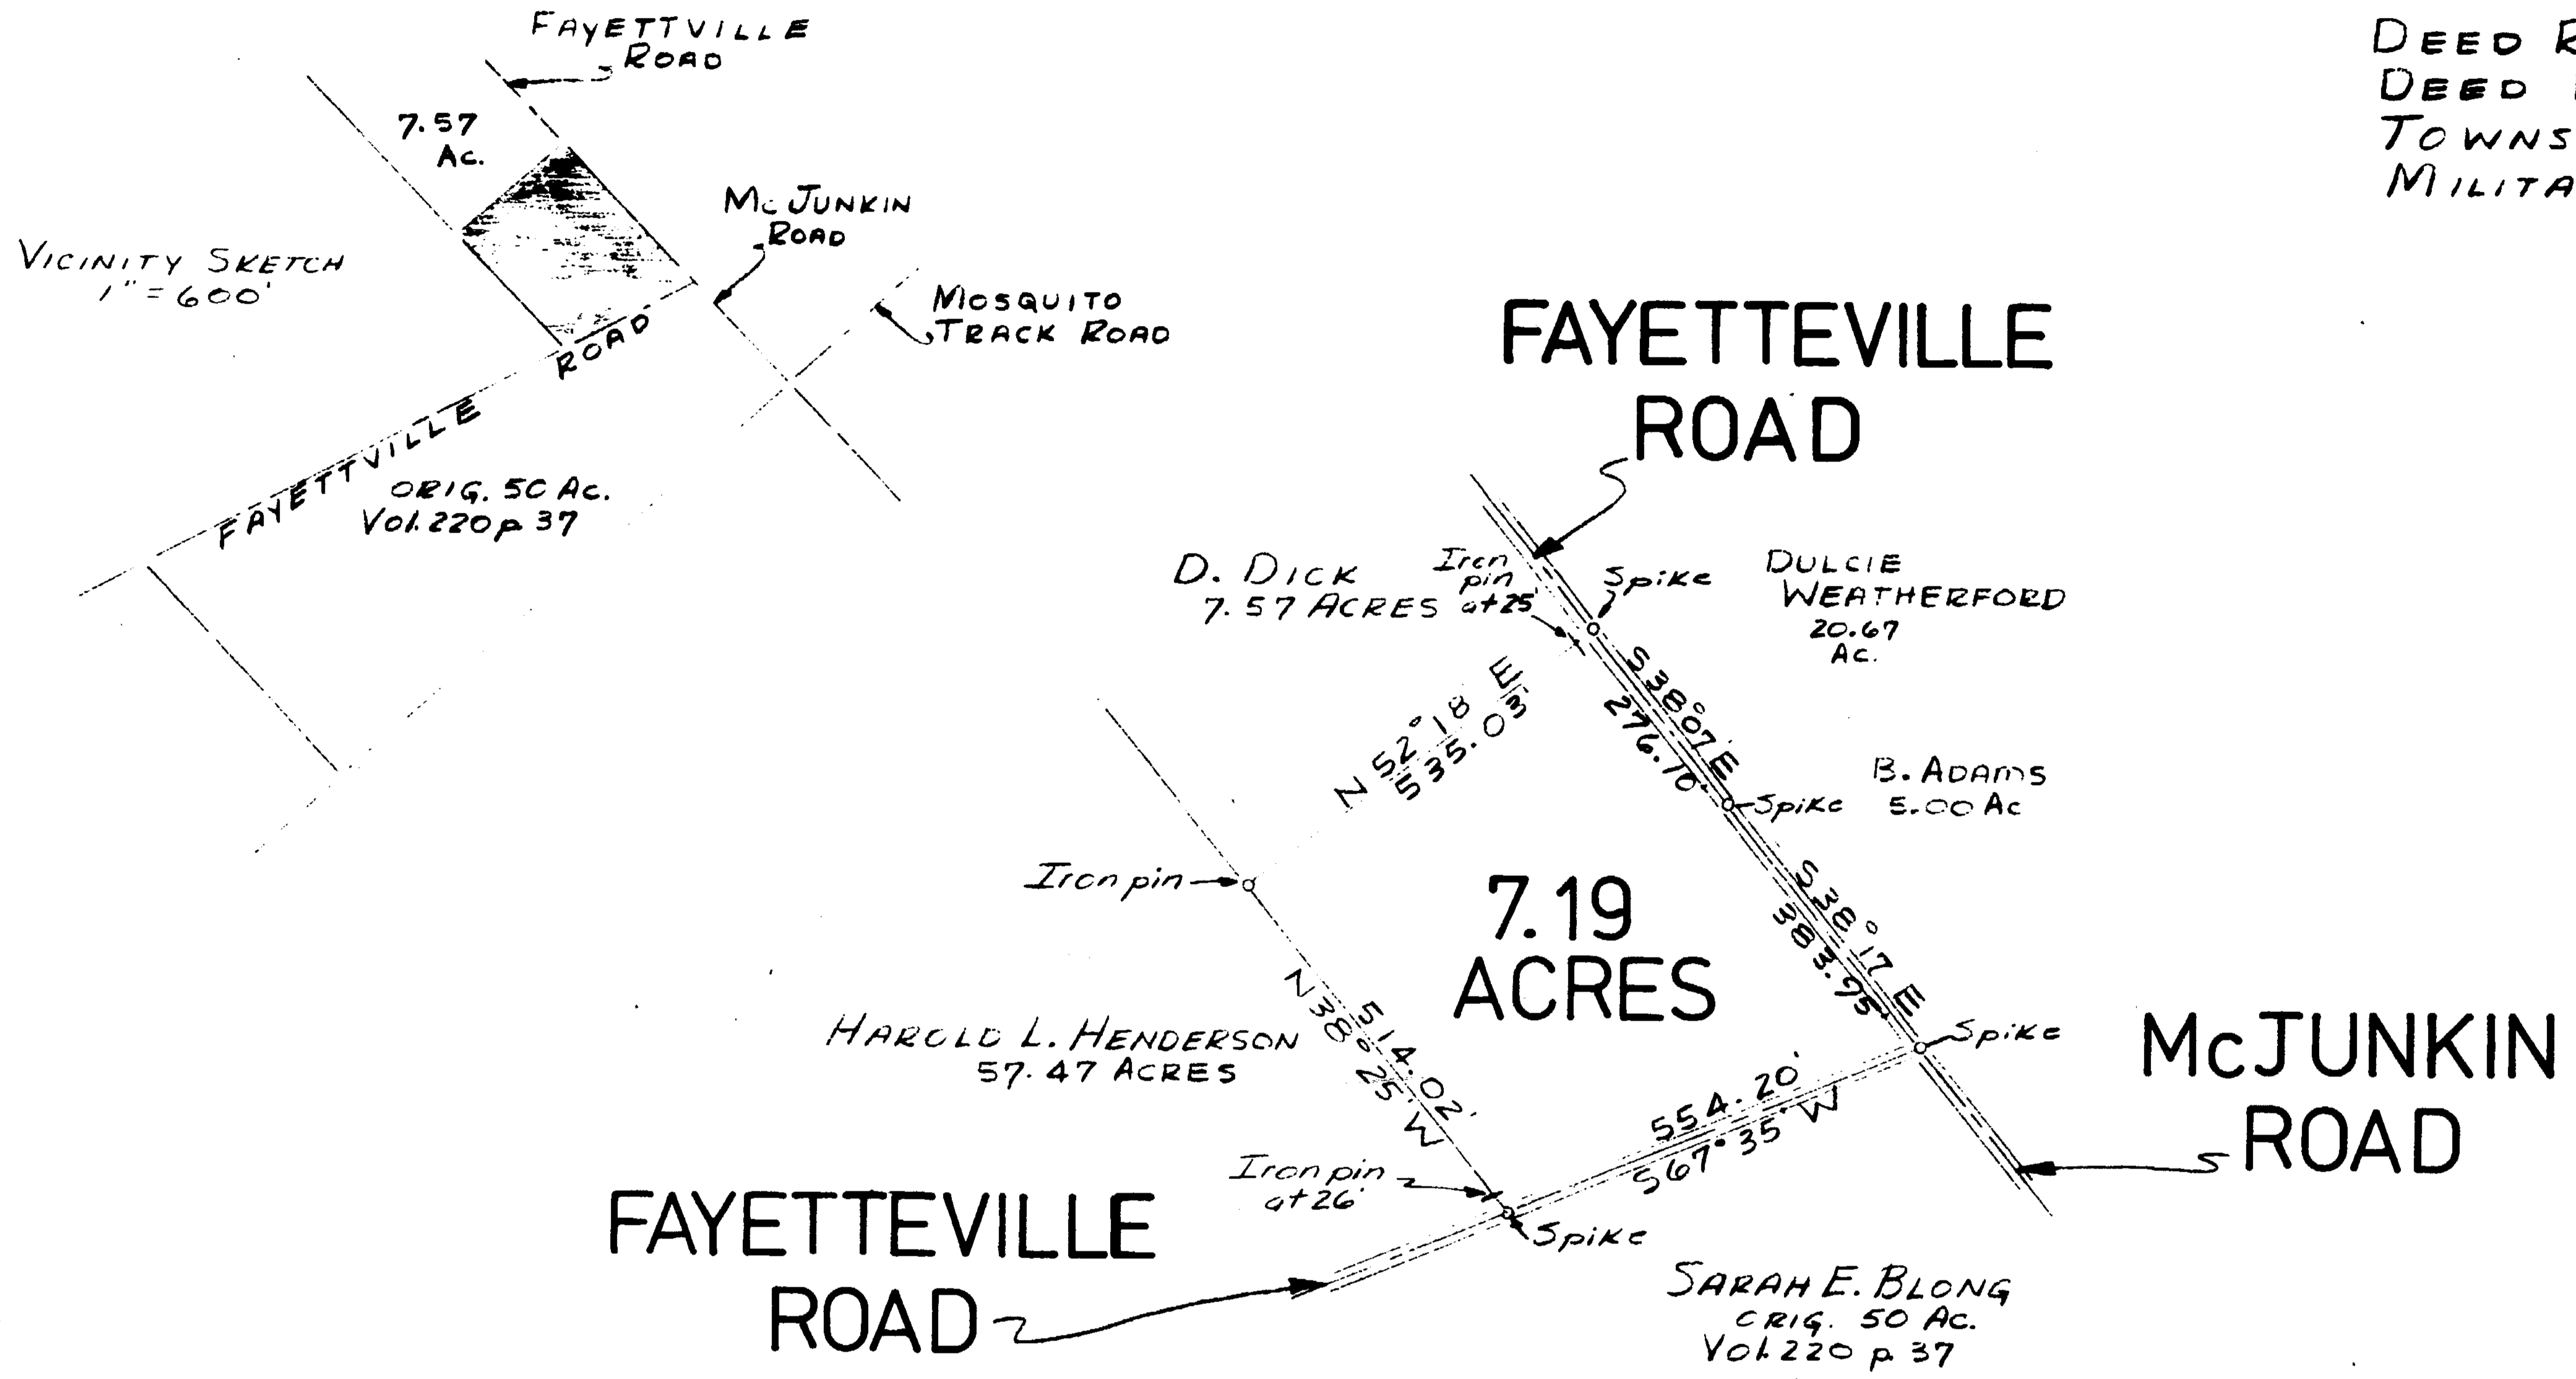 FAYETTVILLE
ROAD
7.57
AC.
McJUNKIN
ROAD
VICINITY SKETCH
1" = 600'
MOSQUITO
TRACK ROAD
FAYETTVILLE ROAD
ORIG. 50 AC.
Vol. 220 p 37
DEED
DEED
TOWNS
MILITA
FAYETTEVILLE
ROAD
D. DICK
7.57 ACRES
Iron
pin
at 25'
Spike
DULCIE
WEATHERFORD
20.67
AC.
S 38° 07' E
276.70'
N 52° 18' E
535.03'
Spike
B. ADAMS
5.00 Ac
Iron pin
7.19
ACRES
S 38° 17' E
383.95'
Spike
HAROLD L. HENDERSON
57.47 ACRES
514.02'
N 38° 25' W
McJUNKIN
ROAD
554.20'
S 67° 35' W
Iron pin
at 26'
Spike
FAYETTEVILLE
ROAD
SARAH E. BLONG
ORIG. 50 AC.
Vol. 220 p 37